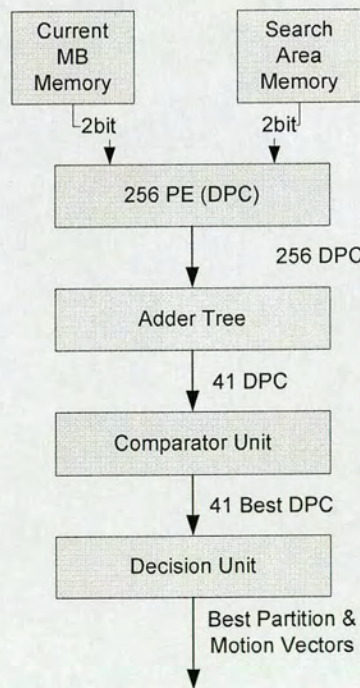 Current
MB
Memory
Search
Area
Memory
2bit
2bit
256 PE (DPC)
256 DPC
Adder Tree
41 DPC
Comparator Unit
41 Best DPC
Decision Unit
Best Partition &
Motion Vectors